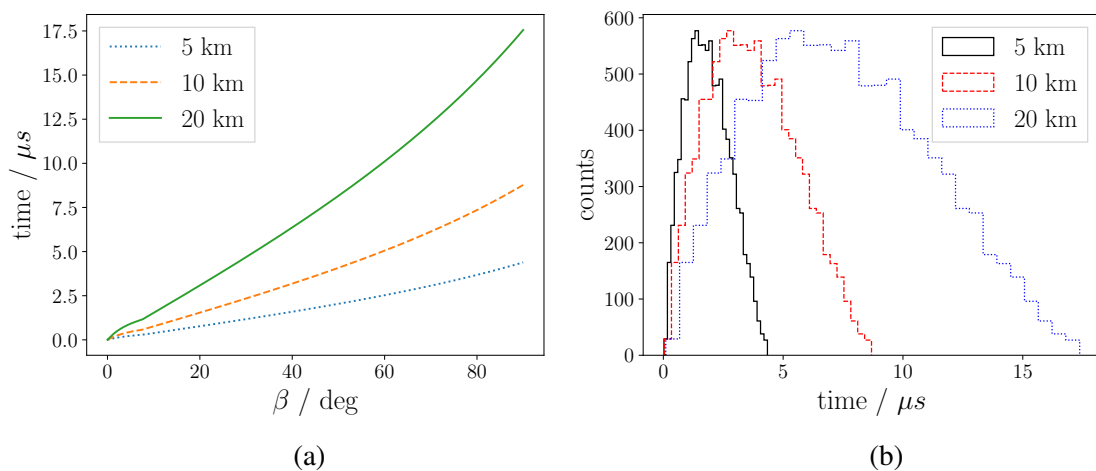 17.5
15.0
12.5
10.0
7.5
5.0
2.5
0.0
time / μs
5 km
10 km
20 km
0 20 40 60 80
β / deg
(a)
600
500
400
300
200
100
0
counts
5 km
10 km
20 km
0 5 10 15
time / μs
(b)